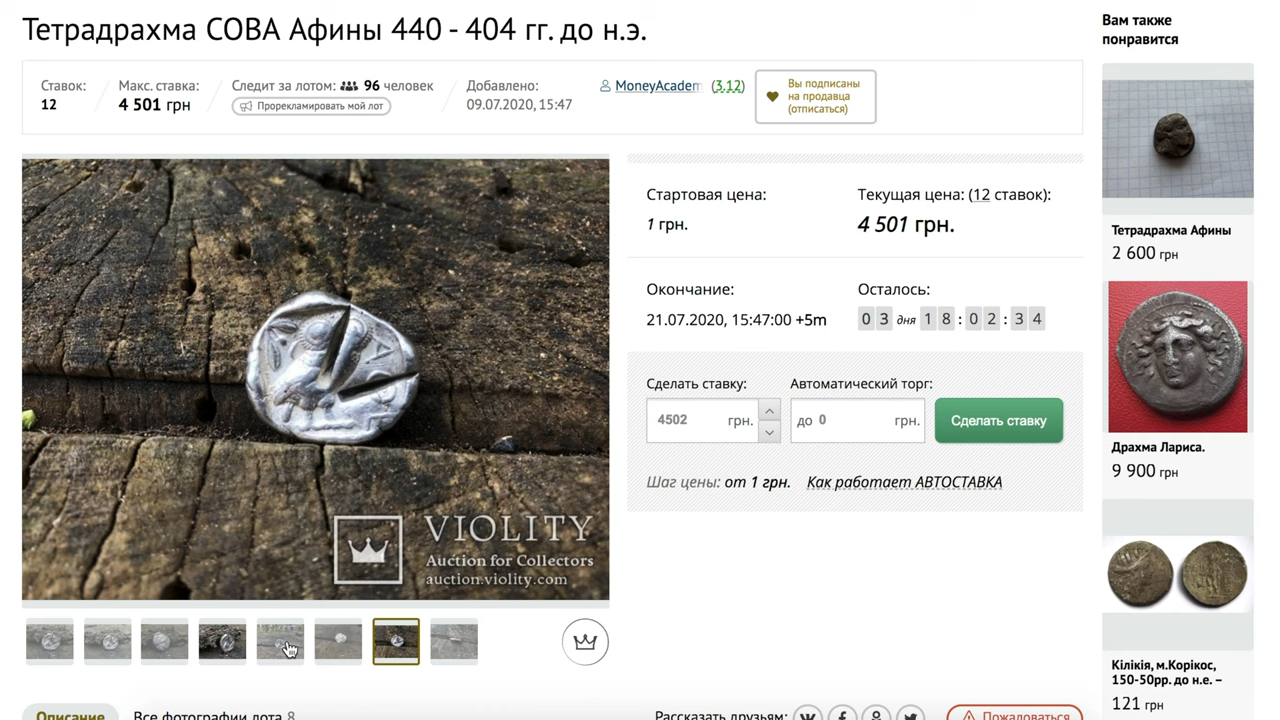 Тетрадрахма СОВА Афины 440 - 404 гг. до н.э.
Ставок:
12
Макс. ставка:
4 501 грн
Следит за лотом: 96 человек
Прорекламировать мой лот
Добавлено:
09.07.2020, 15:47
MoneyAcadem (3.12)
Вы подписаны
на продавца
(отписаться)
Стартовая цена:
1 грн.
Текущая цена: (12 ставок):
4 501 грн.
Окончание:
21.07.2020, 15:47:00 +5m
Осталось:
03 дня 18:02:34
Сделать ставку:
4502 грн.
Автоматический торг:
до 0 грн.
Сделать ставку
Шаг цены: от 1 грн. Как работает АВТОСТАВКА
VIOLITY
Auction for Collectors
auction.violity.com
Описание
Все фотографии лота 8
Рассказать друзьям:
Пожаловаться
Вам также
понравится
Тетрадрахма Афины
2 600 грн
Драхма Лариса.
9 900 грн
Кілікія, м.Корікос,
150-50рр. до н.е. –
121 грн